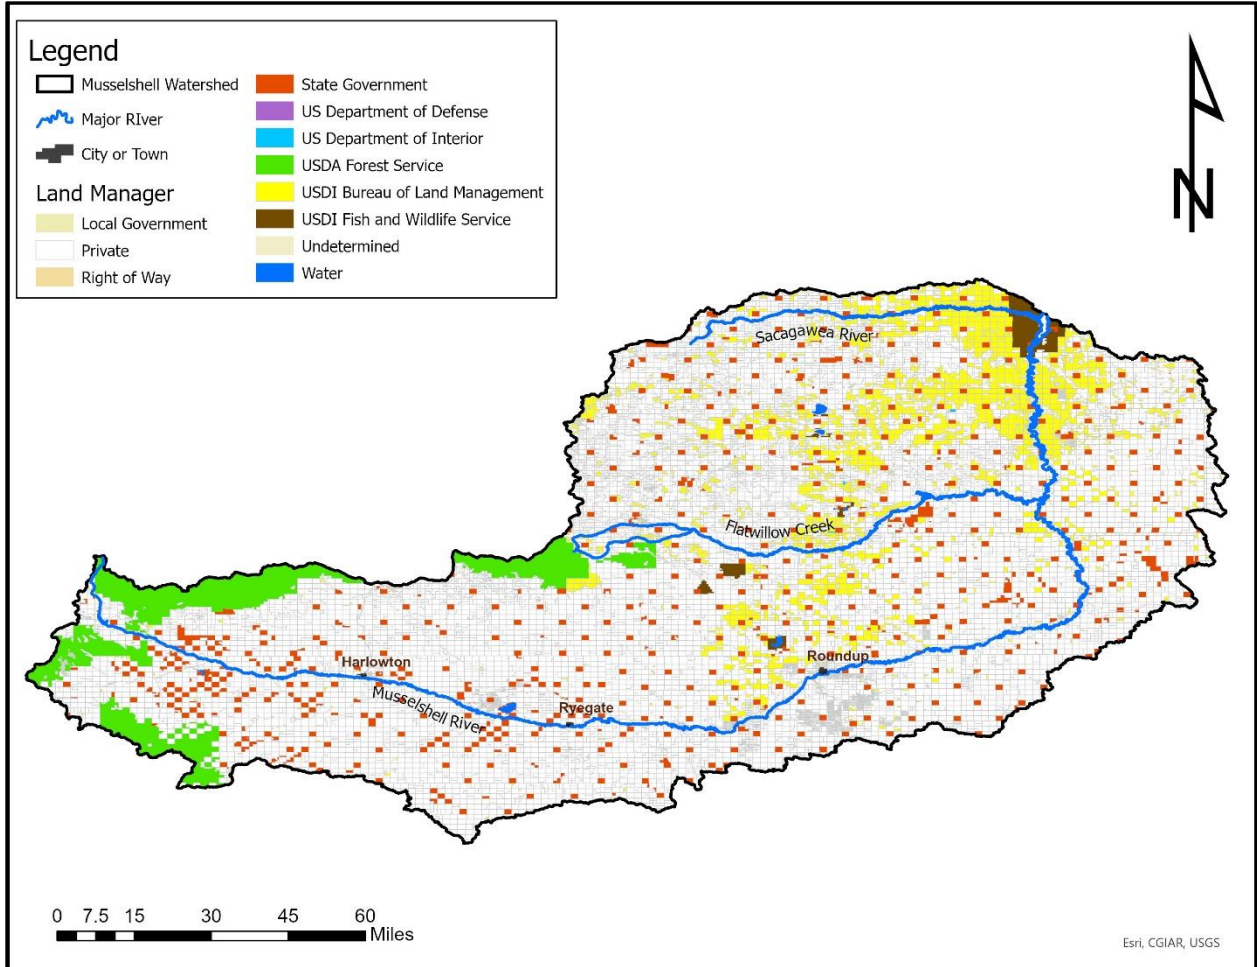 Legend
Musselshell Watershed
Major RIver
City or Town
Land Manager
Local Government
Private
Right of Way
State Government
US Department of Defense
US Department of Interior
USDA Forest Service
USDI Bureau of Land Management
USDI Fish and Wildlife Service
Undetermined
Water
N
Sacagawea River
Flatwillow Creek
Harlowton
Roundup
Musselshell River
Ryegate
0 7.5 15 30 45 60
Miles
Esri, CGIAR, USGS